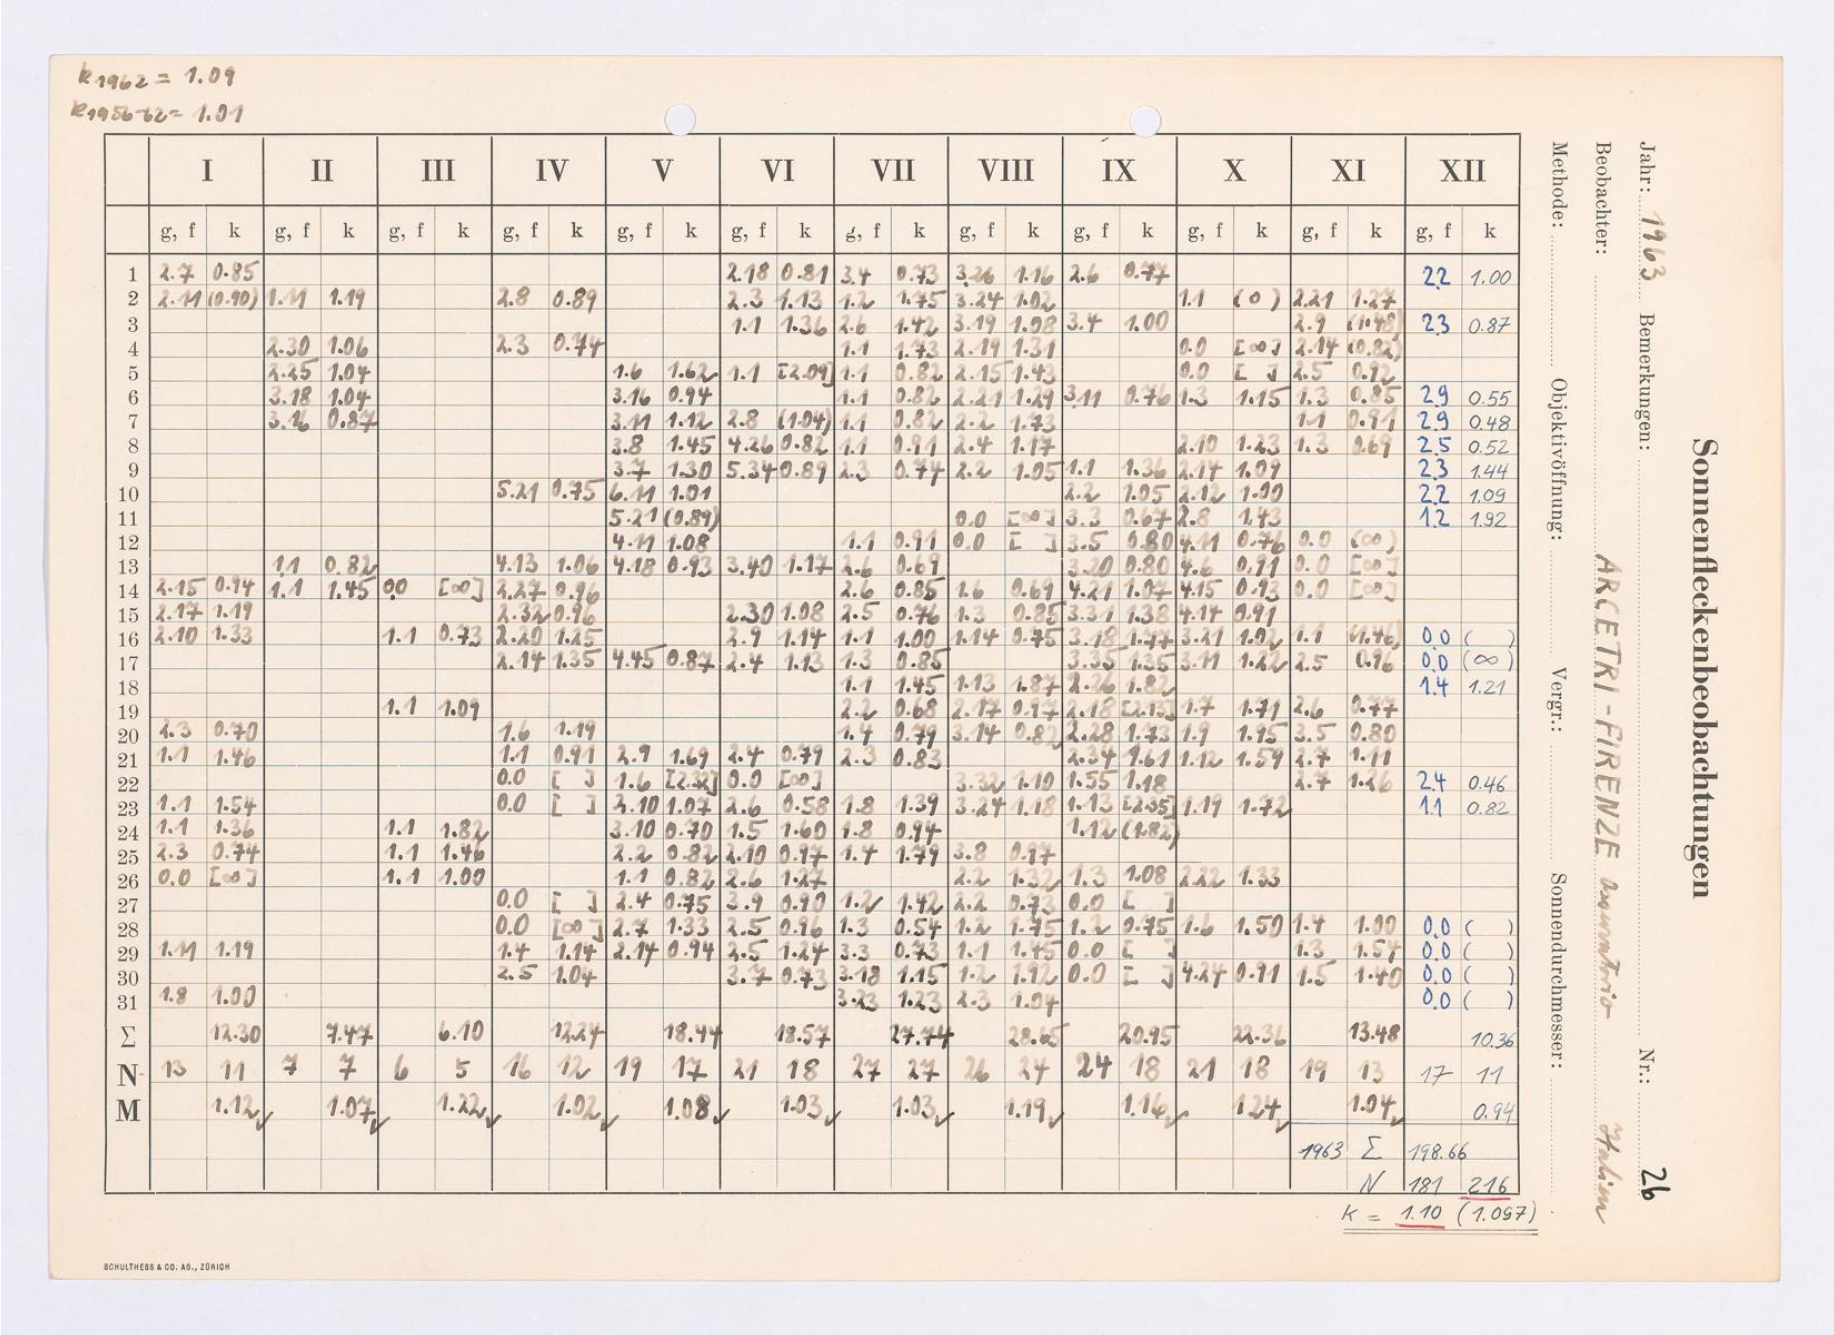 k1962 = 1.09
k1956-62 = 1.01
I II III IV V VI VII VIII IX X XI XII
g, f k g, f k g, f k g, f k g, f k g, f k g, f k g, f k g, f k g, f k g, f k g, f k
1 2.7 0.85 2.18 0.81 3.4 0.73 3.26 1.16 2.6 0.77 2.2 1.00
2 2.11 (0.90) 1.11 1.19 2.8 0.89 2.3 1.13 1.2 1.75 3.24 1.02 1.1 (0) 2.21 1.27
3 1.1 1.36 2.6 1.42 3.19 1.08 3.4 1.00 2.9 (1.48) 2.3 0.87
4 2.30 1.06 2.3 0.74 1.1 1.73 2.19 1.31 0.0 [∞] 2.14 (0.82)
5 2.25 1.04 1.6 1.62 1.1 [2.09] 1.1 0.82 2.15 1.43 0.0 [ ] 2.5 0.92
6 3.18 1.04 3.16 0.94 1.1 0.82 2.21 1.29 3.11 0.76 1.3 1.15 1.3 0.85 2.9 0.55
7 3.16 0.87 3.11 1.12 2.8 (1.04) 1.1 0.82 2.2 1.73 1.1 0.91 2.9 0.48
8 3.8 1.45 4.26 0.82 1.1 0.91 2.4 1.17 2.10 1.23 1.3 0.69 2.5 0.52
9 3.7 1.30 5.34 0.89 2.3 0.74 2.2 1.05 1.1 1.36 2.14 1.09 2.3 1.44
10 5.21 0.75 6.11 1.01 2.2 1.05 2.12 1.00 2.2 1.09
11 5.21 (0.89) 0.0 [∞] 3.3 0.67 2.8 1.43 1.2 1.92
12 4.11 1.08 1.1 0.91 0.0 [ ] 3.5 0.80 4.11 0.76 0.0 (∞)
13 1.1 0.82 4.13 1.06 4.18 0.93 3.40 1.17 2.6 0.69 3.20 0.80 4.6 0.91 0.0 [∞]
14 2.15 0.94 1.1 1.45 0.0 [∞] 2.27 0.96 2.6 0.85 1.6 0.69 4.21 1.07 4.15 0.93 0.0 [∞]
15 2.17 1.19 2.32 0.96 2.30 1.08 2.5 0.76 1.3 0.85 3.31 1.38 4.14 0.91
16 2.10 1.33 1.1 0.73 2.20 1.25 2.9 1.14 1.1 1.00 1.14 0.75 3.18 1.77 3.21 1.02 1.1 (1.46) 0.0 ( )
17 2.14 1.35 4.45 0.87 2.4 1.13 1.3 0.85 3.35 1.35 3.11 1.22 2.5 0.96 0.0 (∞)
18 1.1 1.45 1.13 1.87 2.26 1.82 1.4 1.21
19 1.1 1.09 2.2 0.68 2.17 0.97 2.18 [2.13] 1.7 1.71 2.6 0.77
20 2.3 0.70 1.6 1.19 1.4 0.79 3.14 0.82 2.28 1.73 1.9 1.95 3.5 0.80
21 1.1 1.46 1.1 0.91 2.9 1.69 2.4 0.79 2.3 0.83 2.34 1.61 1.12 1.59 2.7 1.11
22 0.0 [ ] 1.6 [2.32] 0.0 [∞] 3.32 1.10 1.55 1.18 2.7 1.26 2.4 0.46
23 1.1 1.54 0.0 [ ] 2.10 1.07 2.6 0.58 1.8 1.39 3.24 1.18 1.13 [2.35] 1.19 1.72 1.1 0.82
24 1.1 1.36 1.1 1.82 3.10 0.70 1.5 1.60 1.8 0.94 1.12 (1.82)
25 2.3 0.74 1.1 1.46 2.2 0.82 2.10 0.97 1.4 1.79 3.8 0.97
26 0.0 [∞] 1.1 1.00 1.1 0.82 2.6 1.27 2.2 1.32 1.3 1.08 2.22 1.33
27 0.0 [ ] 2.4 0.75 3.9 0.90 1.2 1.42 2.2 0.73 0.0 [ ]
28 0.0 [∞] 2.7 1.33 2.5 0.96 1.3 0.54 1.2 1.75 1.2 0.75 1.6 1.50 1.4 1.00 0.0 ( )
29 1.11 1.19 1.4 1.14 2.14 0.94 2.5 1.24 3.3 0.73 1.1 1.45 0.0 [ ] 1.3 1.54 0.0 ( )
30 2.5 1.04 3.7 0.73 3.18 1.15 1.2 1.92 0.0 [ ] 4.24 0.91 1.5 1.40 0.0 ( )
31 1.8 1.00 3.23 1.23 2.3 1.04 0.0 ( )
Σ 12.30 7.47 6.10 12.24 18.44 18.57 27.74 28.65 20.95 22.36 13.48 10.36
N 13 11 7 7 6 5 16 12 19 17 21 18 27 27 26 24 24 18 21 18 19 13 17 11
M 1.12 1.07 1.22 1.02 1.08 1.03 1.03 1.19 1.16 1.24 1.04 0.94
1963 Σ 198.66
N 181 216
k = 1.10 (1.097)
SCHULTHESS & CO. AG., ZÜRICH
Sonnenfleckenbeobachtungen
Jahr: 1963 Bemerkungen: Nr.: 26
Beobachter: ARCETRI-FIRENZE Italien
Methode: Objektivöffnung: Vergr.: Sonnendurchmesser: